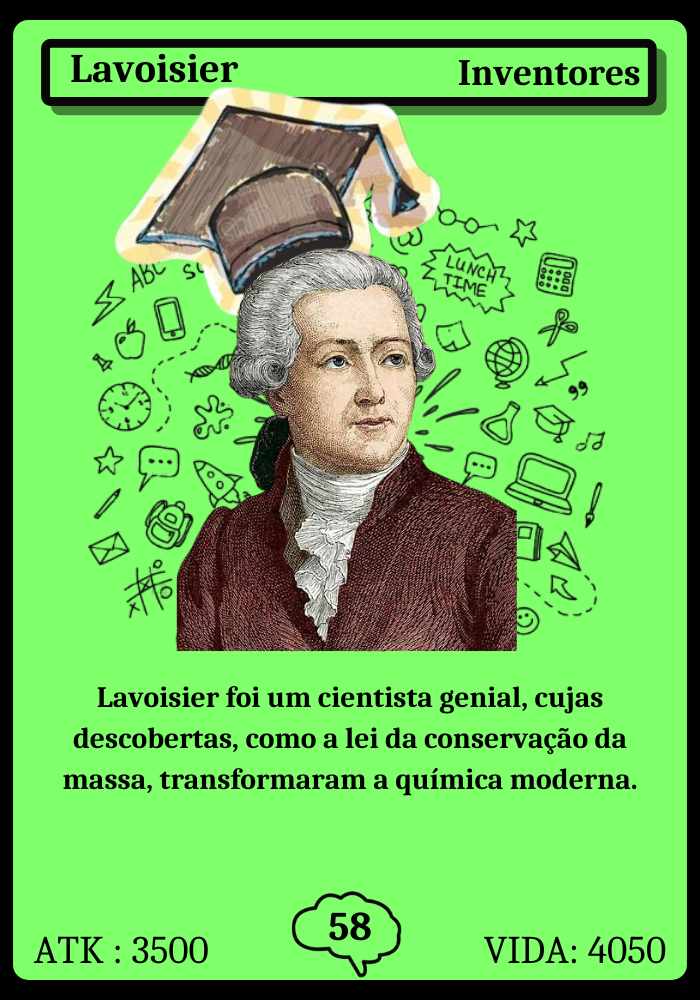 Lavoisier Inventores
ABC
@
LUNCH
TIME
Lavoisier foi um cientista genial, cujas
descobertas, como a lei da conservação da
massa, transformaram a química moderna.
58
ATK : 3500 VIDA: 4050